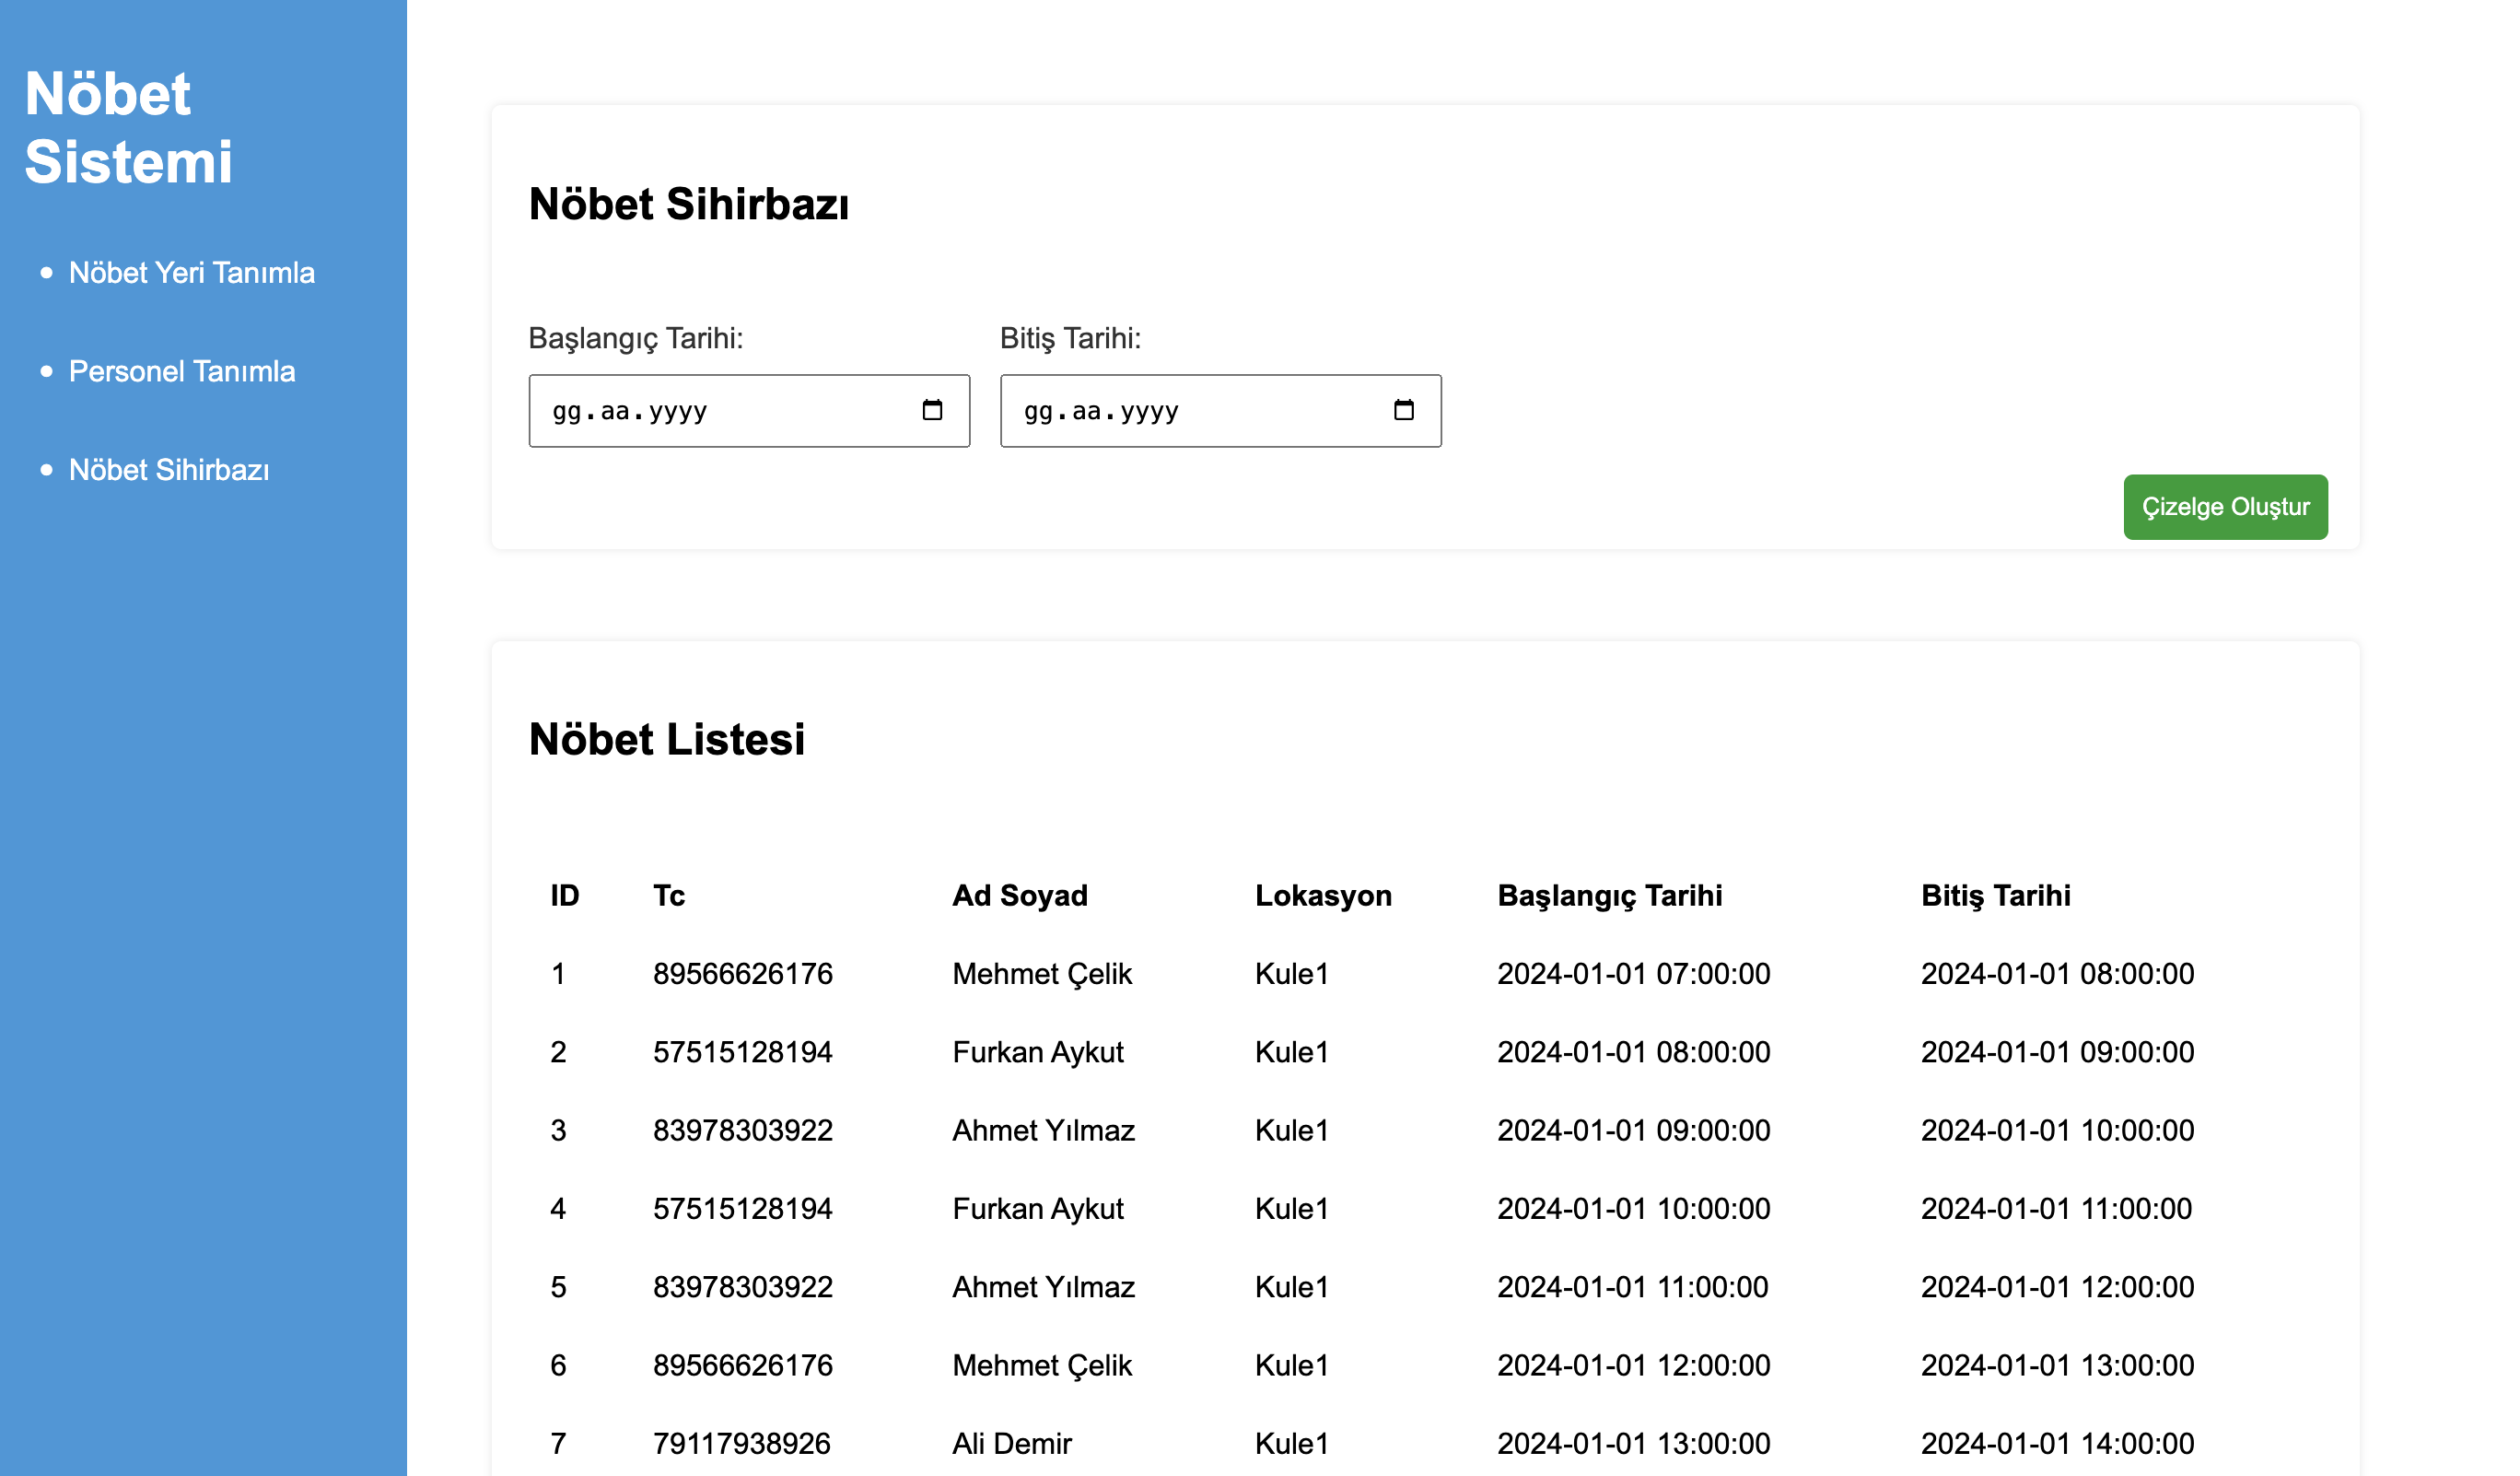 Nöbet
Sistemi
Nöbet Yeri Tanımla
Personel Tanımla
Nöbet Sihirbazı
Nöbet Sihirbazı
Başlangıç Tarihi: Bitiş Tarihi:
gg.aa.yyyy gg.aa.yyyy
Çizelge Oluştur
Nöbet Listesi
ID Tc Ad Soyad Lokasyon Başlangıç Tarihi Bitiş Tarihi
1 89566626176 Mehmet Çelik Kule1 2024-01-01 07:00:00 2024-01-01 08:00:00
2 57515128194 Furkan Aykut Kule1 2024-01-01 08:00:00 2024-01-01 09:00:00
3 83978303922 Ahmet Yılmaz Kule1 2024-01-01 09:00:00 2024-01-01 10:00:00
4 57515128194 Furkan Aykut Kule1 2024-01-01 10:00:00 2024-01-01 11:00:00
5 83978303922 Ahmet Yılmaz Kule1 2024-01-01 11:00:00 2024-01-01 12:00:00
6 89566626176 Mehmet Çelik Kule1 2024-01-01 12:00:00 2024-01-01 13:00:00
7 79117938926 Ali Demir Kule1 2024-01-01 13:00:00 2024-01-01 14:00:00